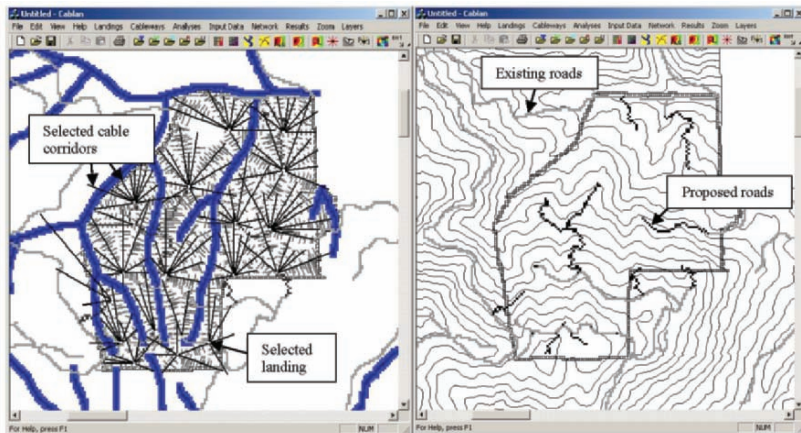 Untitled - Cablan
File Edit View Help Landings Cableways Analyses Input Data Network Results Zoom Layers
Selected cable
corridors
Selected
landing
For Help, press F1
NUM
Untitled - Cablan
File Edit View Help Landings Cableways Analyses Input Data Network Results Zoom Layers
Existing roads
Proposed roads
For Help, press F1
NUM